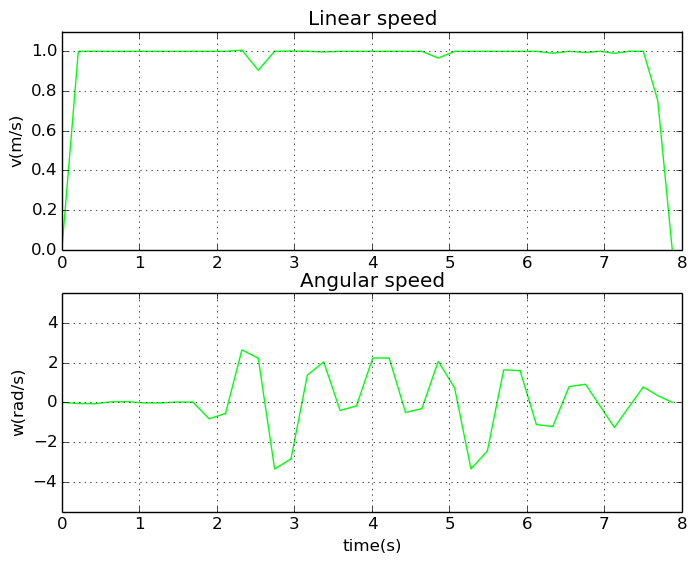 Linear speed
1.0
0.8
0.6
0.4
0.2
0.0
v(m/s)
0 1 2 3 4 5 6 7 8
Angular speed
4
2
0
−2
−4
w(rad/s)
0 1 2 3 4 5 6 7 8
time(s)